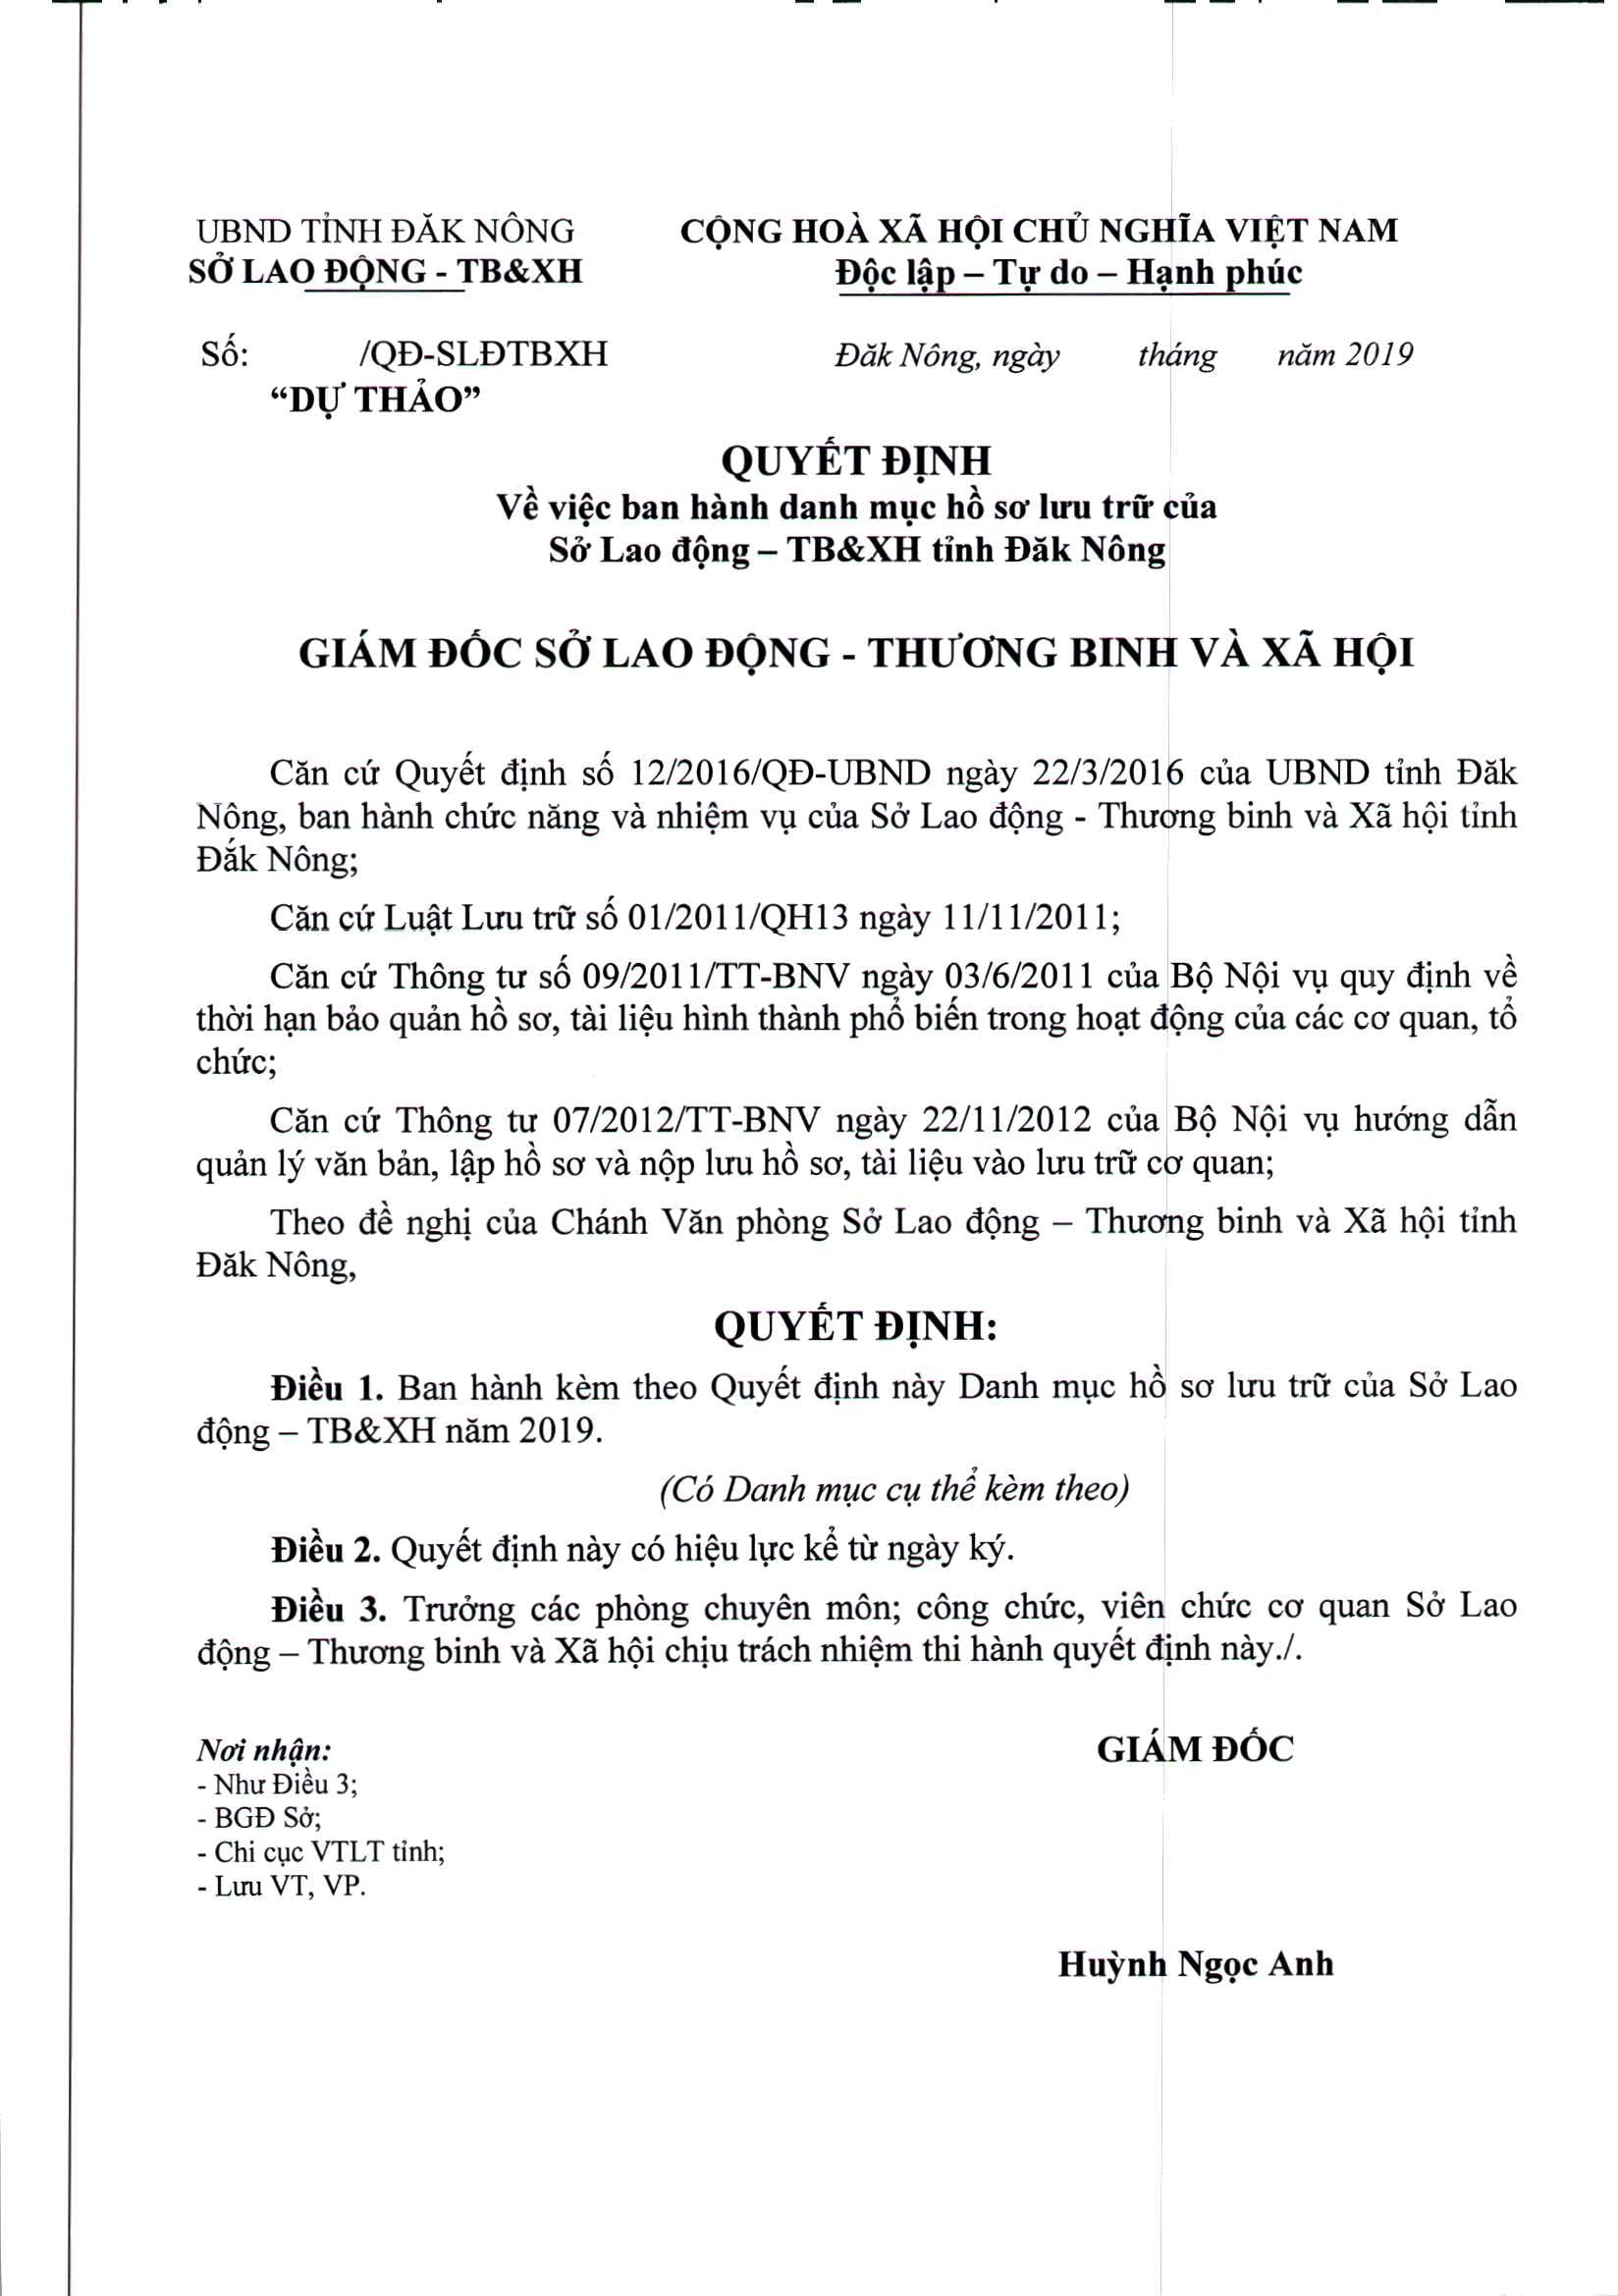 UBND TỈNH ĐĂK NÔNG
SỞ LAO ĐỘNG - TB&XH
CỘNG HOÀ XÃ HỘI CHỦ NGHĨA VIỆT NAM
Độc lập – Tự do – Hạnh phúc
Số: /QĐ-SLĐTBXH
“DỰ THẢO”
Đăk Nông, ngày tháng năm 2019
QUYẾT ĐỊNH
Về việc ban hành danh mục hồ sơ lưu trữ của
Sở Lao động – TB&XH tỉnh Đăk Nông
GIÁM ĐỐC SỞ LAO ĐỘNG - THƯƠNG BINH VÀ XÃ HỘI
Căn cứ Quyết định số 12/2016/QĐ-UBND ngày 22/3/2016 của UBND tỉnh Đăk
Nông, ban hành chức năng và nhiệm vụ của Sở Lao động - Thương binh và Xã hội tỉnh
Đắk Nông;
Căn cứ Luật Lưu trữ số 01/2011/QH13 ngày 11/11/2011;
Căn cứ Thông tư số 09/2011/TT-BNV ngày 03/6/2011 của Bộ Nội vụ quy định về
thời hạn bảo quản hồ sơ, tài liệu hình thành phổ biến trong hoạt động của các cơ quan, tổ
chức;
Căn cứ Thông tư 07/2012/TT-BNV ngày 22/11/2012 của Bộ Nội vụ hướng dẫn
quản lý văn bản, lập hồ sơ và nộp lưu hồ sơ, tài liệu vào lưu trữ cơ quan;
Theo đề nghị của Chánh Văn phòng Sở Lao động – Thương binh và Xã hội tỉnh
Đăk Nông,
QUYẾT ĐỊNH:
Điều 1. Ban hành kèm theo Quyết định này Danh mục hồ sơ lưu trữ của Sở Lao
động – TB&XH năm 2019.
(Có Danh mục cụ thể kèm theo)
Điều 2. Quyết định này có hiệu lực kể từ ngày ký.
Điều 3. Trưởng các phòng chuyên môn; công chức, viên chức cơ quan Sở Lao
động – Thương binh và Xã hội chịu trách nhiệm thi hành quyết định này./.
Nơi nhận:
- Như Điều 3;
- BGĐ Sở;
- Chi cục VTLT tỉnh;
- Lưu VT, VP.
GIÁM ĐỐC
Huỳnh Ngọc Anh